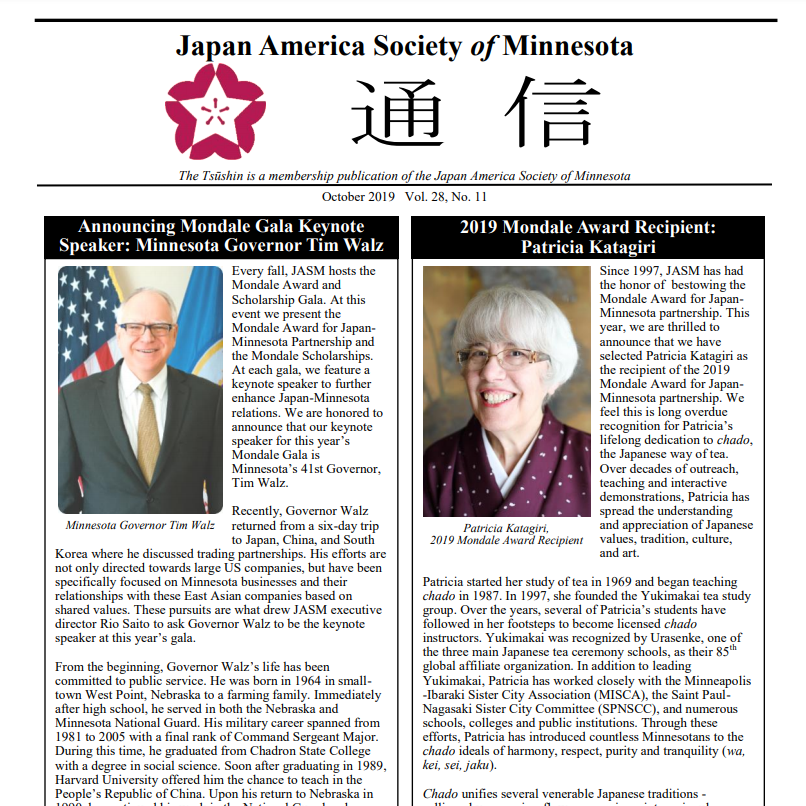 Japan America Society of Minnesota
通 信
The Tsūshin is a membership publication of the Japan America Society of Minnesota
October 2019 Vol. 28, No. 11
Announcing Mondale Gala Keynote
Speaker: Minnesota Governor Tim Walz
Every fall, JASM hosts the
Mondale Award and
Scholarship Gala. At this
event we present the
Mondale Award for Japan-
Minnesota Partnership and
the Mondale Scholarships.
At each gala, we feature a
keynote speaker to further
enhance Japan-Minnesota
relations. We are honored to
announce that our keynote
speaker for this year's
Mondale Gala is
Minnesota's 41st Governor,
Tim Walz.
Minnesota Governor Tim Walz
Recently, Governor Walz
returned from a six-day trip
to Japan, China, and South
Korea where he discussed trading partnerships. His efforts are
not only directed towards large US companies, but have been
specifically focused on Minnesota businesses and their
relationships with these East Asian companies based on
shared values. These pursuits are what drew JASM executive
director Rio Saito to ask Governor Walz to be the keynote
speaker at this year's gala.
From the beginning, Governor Walz's life has been
committed to public service. He was born in 1964 in small-
town West Point, Nebraska to a farming family. Immediately
after high school, he served in both the Nebraska and
Minnesota National Guard. His military career spanned from
1981 to 2005 with a final rank of Command Sergeant Major.
During this time, he graduated from Chadron State College
with a degree in social science. Soon after graduating in 1989,
Harvard University offered him the chance to teach in the
People's Republic of China. Upon his return to Nebraska in
2019 Mondale Award Recipient:
Patricia Katagiri
Since 1997, JASM has had
the honor of bestowing the
Mondale Award for Japan-
Minnesota partnership. This
year, we are thrilled to
announce that we have
selected Patricia Katagiri as
the recipient of the 2019
Mondale Award for Japan-
Minnesota partnership. We
feel this is long overdue
recognition for Patricia's
lifelong dedication to chado,
the Japanese way of tea.
Over decades of outreach,
teaching and interactive
demonstrations, Patricia has
spread the understanding
and appreciation of Japanese
values, tradition, culture,
and art.
Patricia Katagiri,
2019 Mondale Award Recipient
Patricia started her study of tea in 1969 and began teaching
chado in 1987. In 1997, she founded the Yukimakai tea study
group. Over the years, several of Patricia's students have
followed in her footsteps to become licensed chado
instructors. Yukimakai was recognized by Urasenke, one of
the three main Japanese tea ceremony schools, as their 85th
global affiliate organization. In addition to leading
Yukimakai, Patricia has worked closely with the Minneapolis
-Ibaraki Sister City Association (MISCA), the Saint Paul-
Nagasaki Sister City Committee (SPNSCC), and numerous
schools, colleges and public institutions. Through these
efforts, Patricia has introduced countless Minnesotans to the
chado ideals of harmony, respect, purity and tranquility (wa,
kei, sei, jaku).
Chado unifies several venerable Japanese traditions -